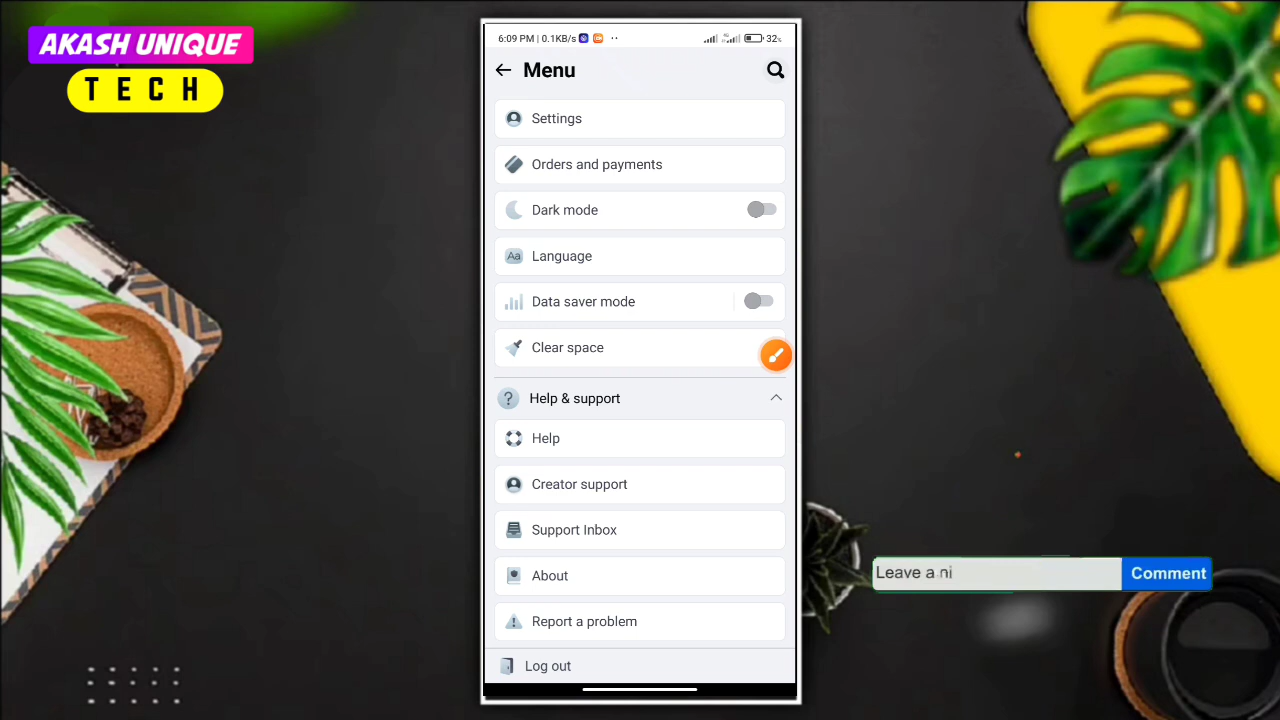 AKASH UNIQUE
TECH
6:09 PM | 0.1KB/s
32%
Menu
Settings
Orders and payments
Dark mode
Aa Language
Data saver mode
Clear space
? Help & support
Help
Creator support
Support Inbox
About
Report a problem
Log out
Leave a ni
Comment